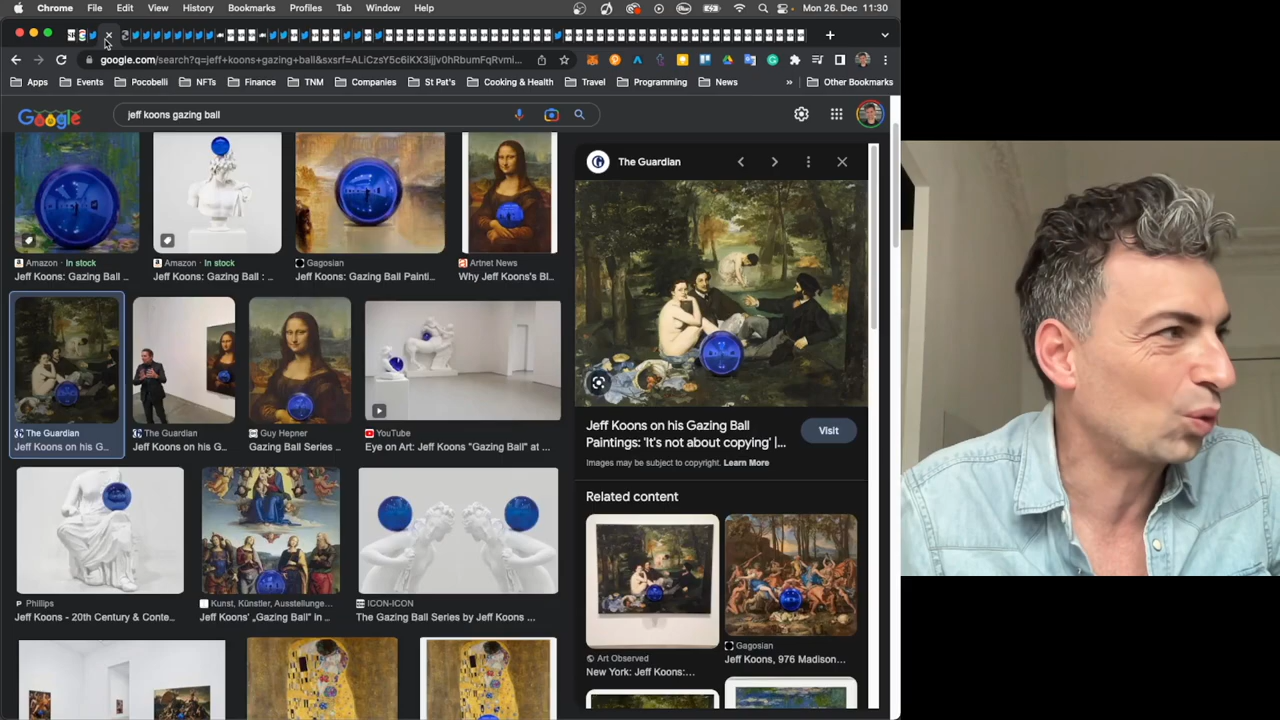 Chrome File Edit View History Bookmarks Profiles Tab Window Help Mon 26. Dec 11:30
google.com/search?q=jeff+koons+gazing+ball&sxsrf=ALiCzsY5c6iKX3ijjv0hRbumFqRvmi...
Apps Events Pocobelli NFTs Finance TNM Companies St Pat's Cooking & Health Travel Programming News » Other Bookmarks
Google jeff koons gazing ball
Amazon · In stock
Jeff Koons: Gazing Ball ...
Amazon · In stock
Jeff Koons: Gazing Ball : ...
Gagosian
Jeff Koons: Gazing Ball Painti...
Artnet News
Why Jeff Koons's Bl...
The Guardian
Jeff Koons on his G...
The Guardian
Jeff Koons on his G...
Guy Hepner
Gazing Ball Series ...
YouTube
Eye on Art: Jeff Koons "Gazing Ball" at ...
Phillips
Jeff Koons - 20th Century & Conte...
Kunst, Künstler, Ausstellunge...
Jeff Koons' „Gazing Ball" in ...
ICON-ICON
The Gazing Ball Series by Jeff Koons ...
The Guardian
Jeff Koons on his Gazing Ball
Paintings: 'It's not about copying' |...
Visit
Images may be subject to copyright. Learn More
Related content
Art Observed
New York: Jeff Koons:...
Gagosian
Jeff Koons, 976 Madison...